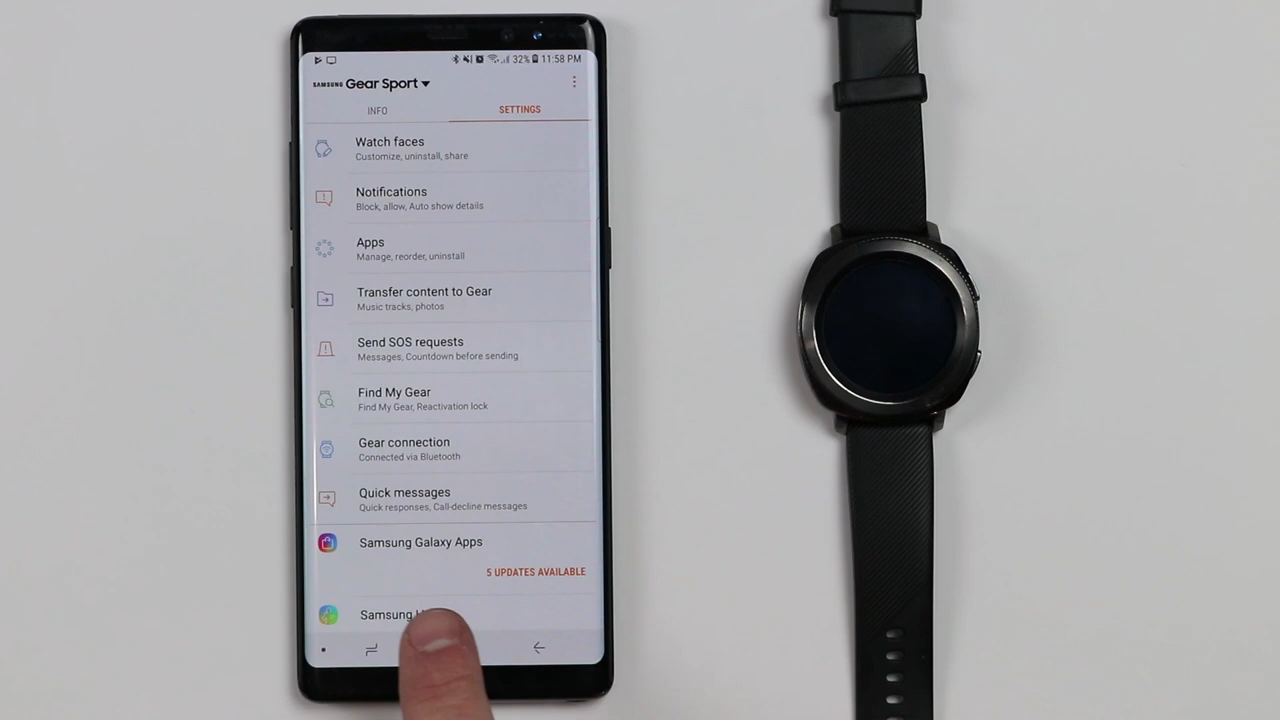 32% 11:58 PM
SAMSUNG Gear Sport
INFO SETTINGS
Watch faces
Customize, uninstall, share
Notifications
Block, allow, Auto show details
Apps
Manage, reorder, uninstall
Transfer content to Gear
Music tracks, photos
Send SOS requests
Messages, Countdown before sending
Find My Gear
Find My Gear, Reactivation lock
Gear connection
Connected via Bluetooth
Quick messages
Quick responses, Call-decline messages
Samsung Galaxy Apps
5 UPDATES AVAILABLE
Samsung